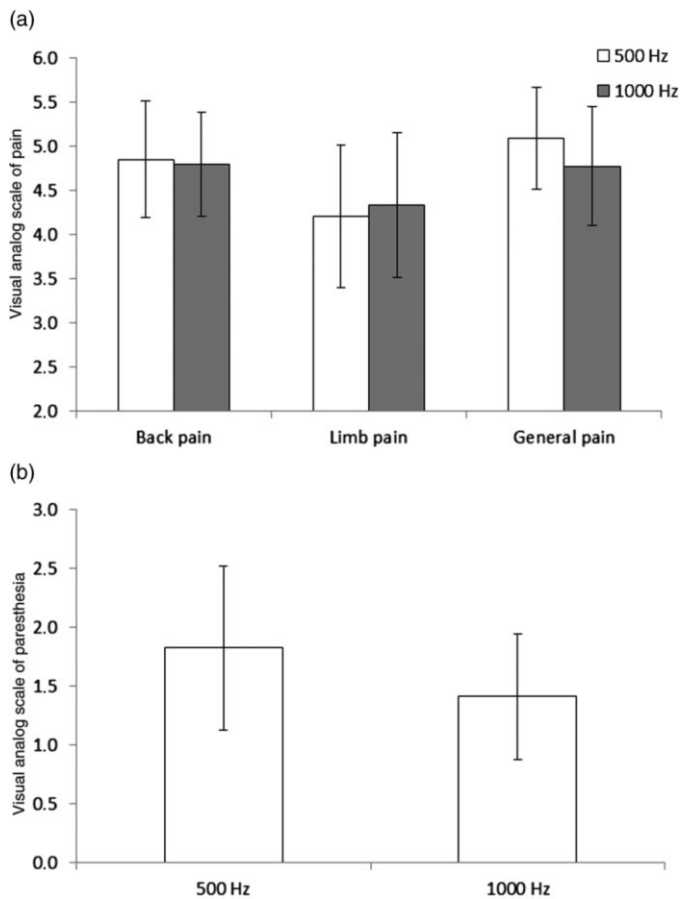 (a)
Visual analog scale of pain
6.0
5.5
5.0
4.5
4.0
3.5
3.0
2.5
2.0
500 Hz
1000 Hz
Back pain Limb pain General pain
(b)
Visual analog scale of paresthesia
3.0
2.5
2.0
1.5
1.0
0.5
0.0
500 Hz 1000 Hz